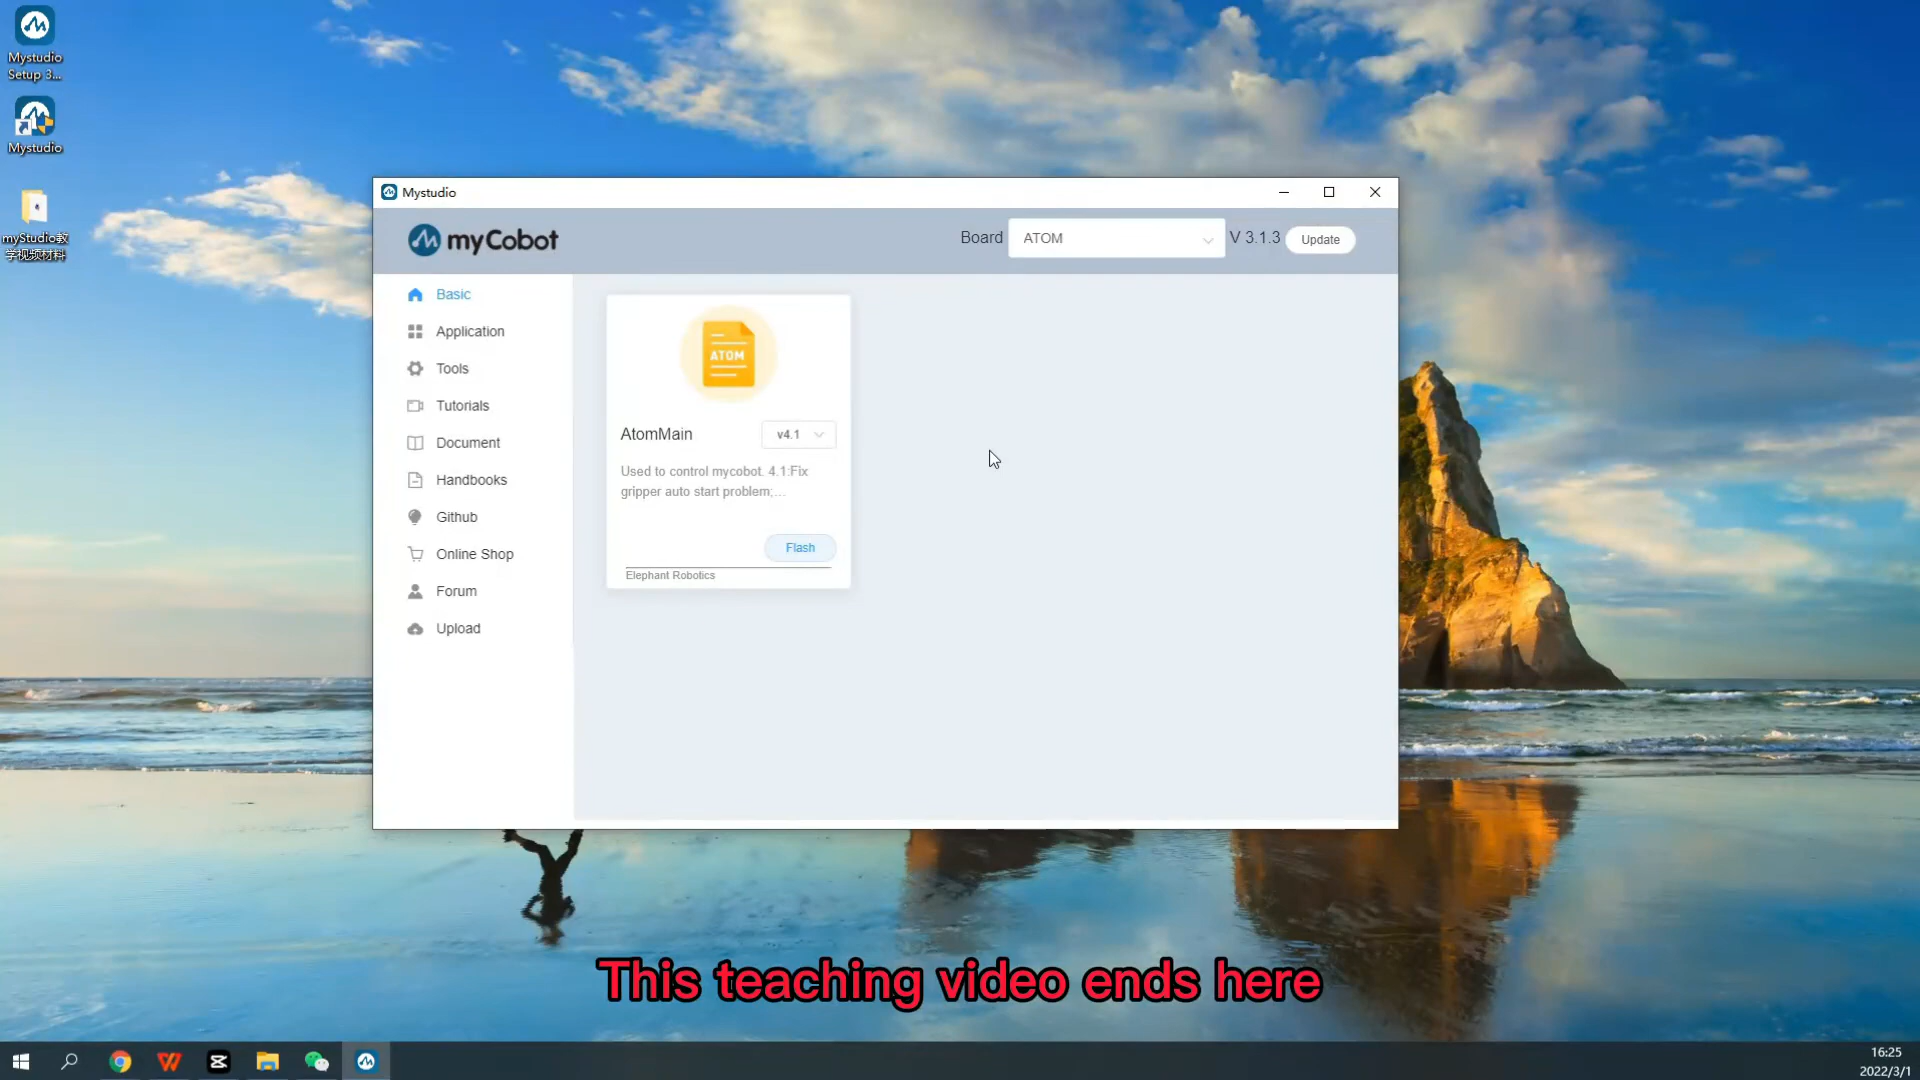 Mystudio
Setup 3...
Mystudio
myStudio教
学视频材料
Mystudio
myCobot
Board
ATOM
V 3.1.3
Update
Basic
Application
Tools
Tutorials
Document
Handbooks
Github
Online Shop
Forum
Upload
ATOM
AtomMain
v4.1
Used to control mycobot. 4.1:Fix
gripper auto start problem;...
Flash
Elephant Robotics
This teaching video ends here
16:25
2022/3/1